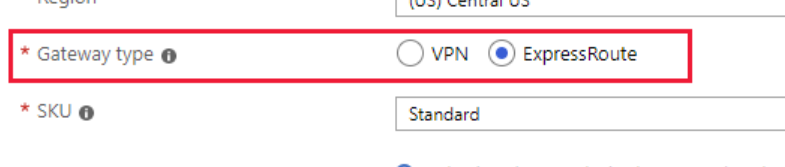 Region
(US) Central US
* Gateway type
VPN
ExpressRoute
* SKU
Standard